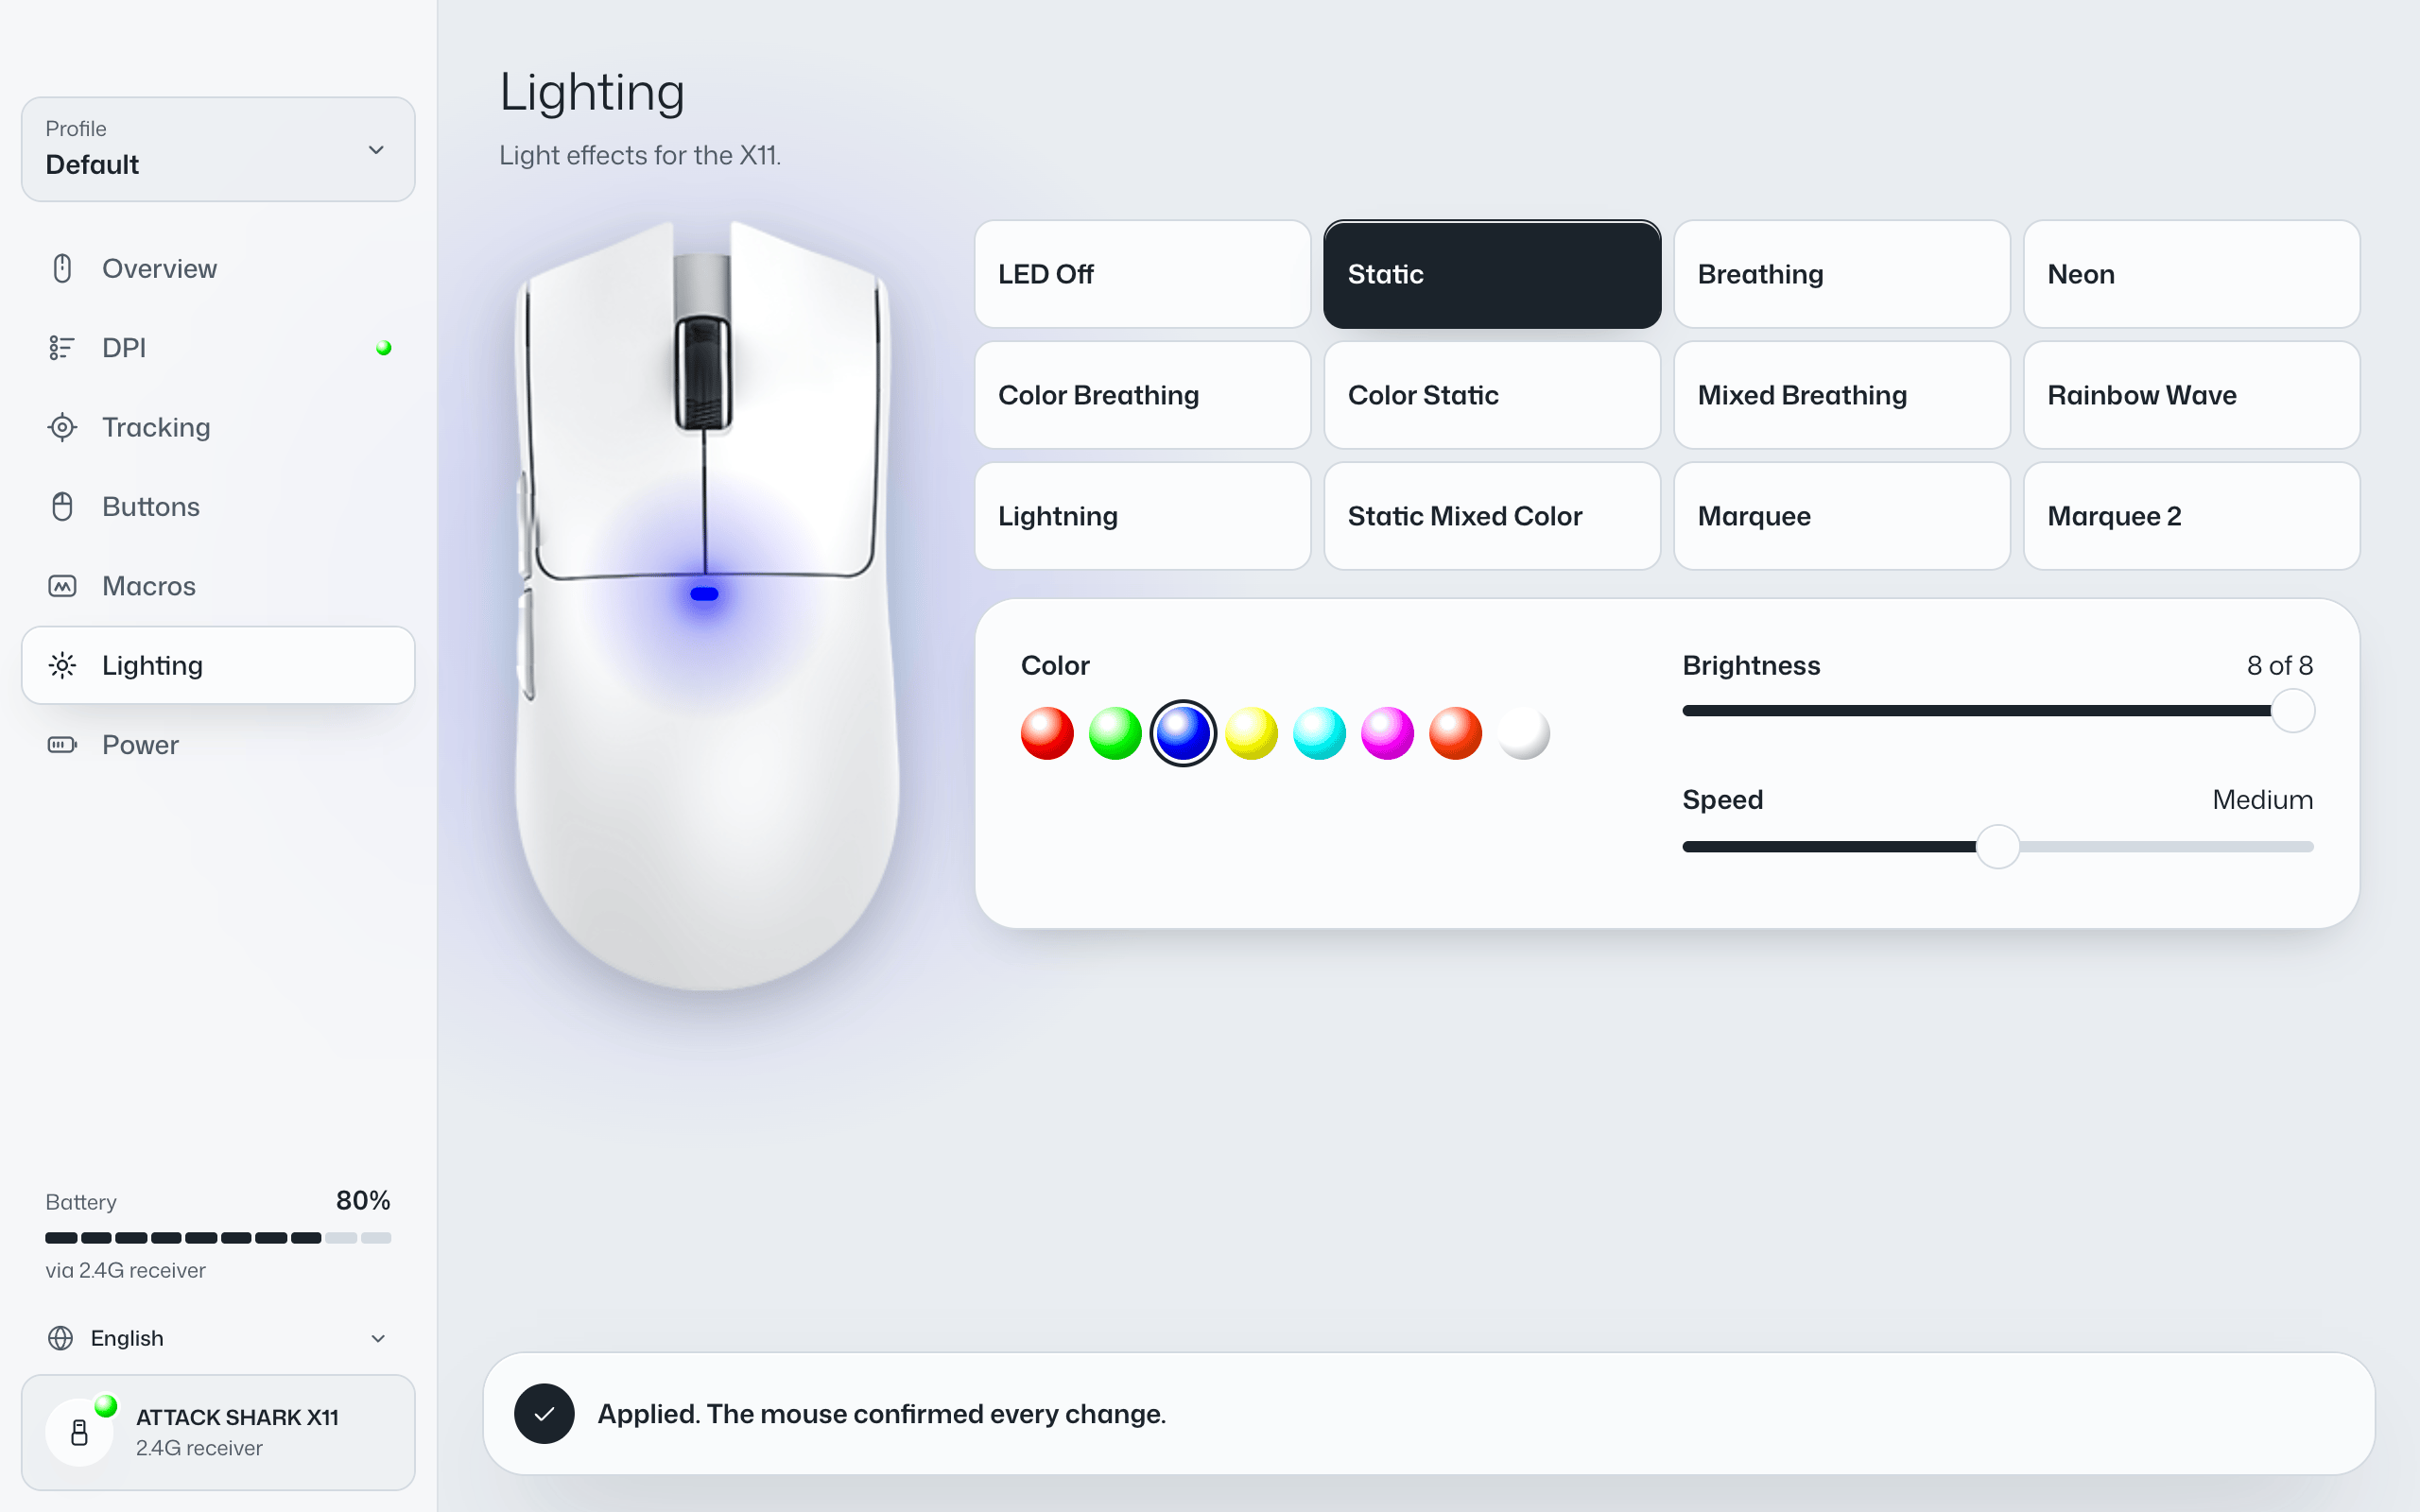 Profile
Default
Overview
DPI
Tracking
Buttons
Macros
Lighting
Power
Battery
80%
via 2.4G receiver
English
ATTACK SHARK X11
2.4G receiver
Lighting
Light effects for the X11.
LED Off
Static
Breathing
Neon
Color Breathing
Color Static
Mixed Breathing
Rainbow Wave
Lightning
Static Mixed Color
Marquee
Marquee 2
Color
Brightness
8 of 8
Speed
Medium
Applied. The mouse confirmed every change.